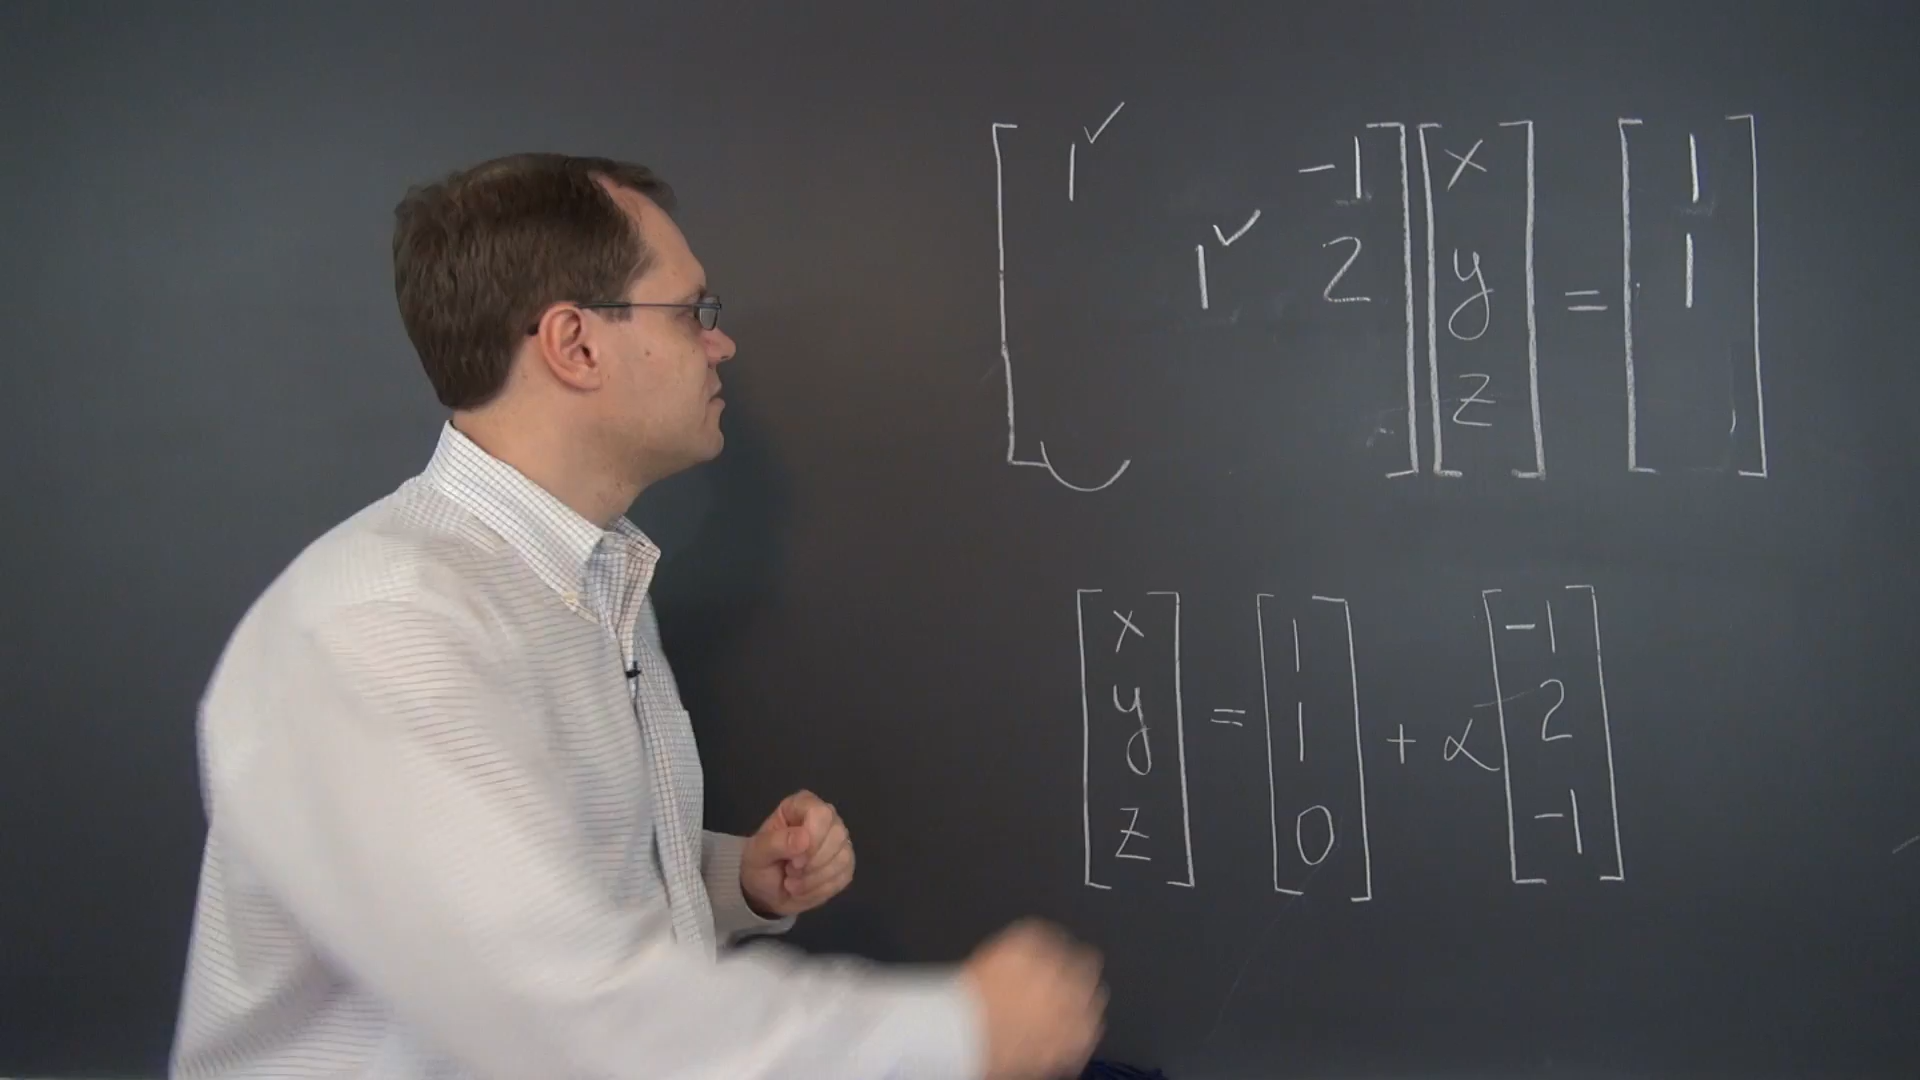 [ 1✓ -1 ] [ x ] = [ 1 ]
[ 1✓ 2 ] [ y ] [ 1 ]
[ z ]
[ x ] [ 1 ] [ -1 ]
[ y ] = [ 1 ] + α [ 2 ]
[ z ] [ 0 ] [ -1 ]